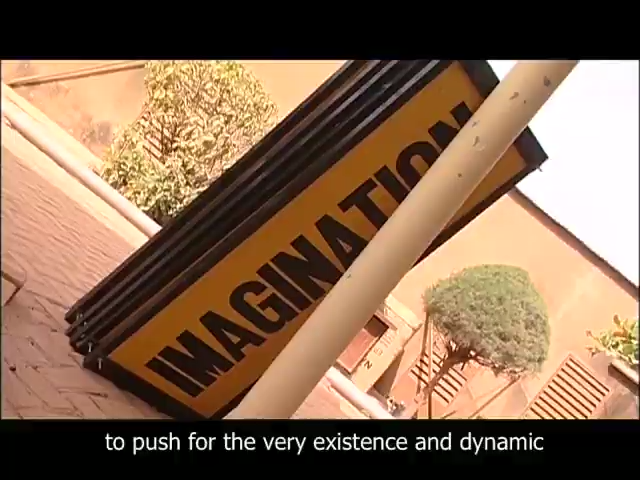 IMAGINATION
to push for the very existence and dynamic